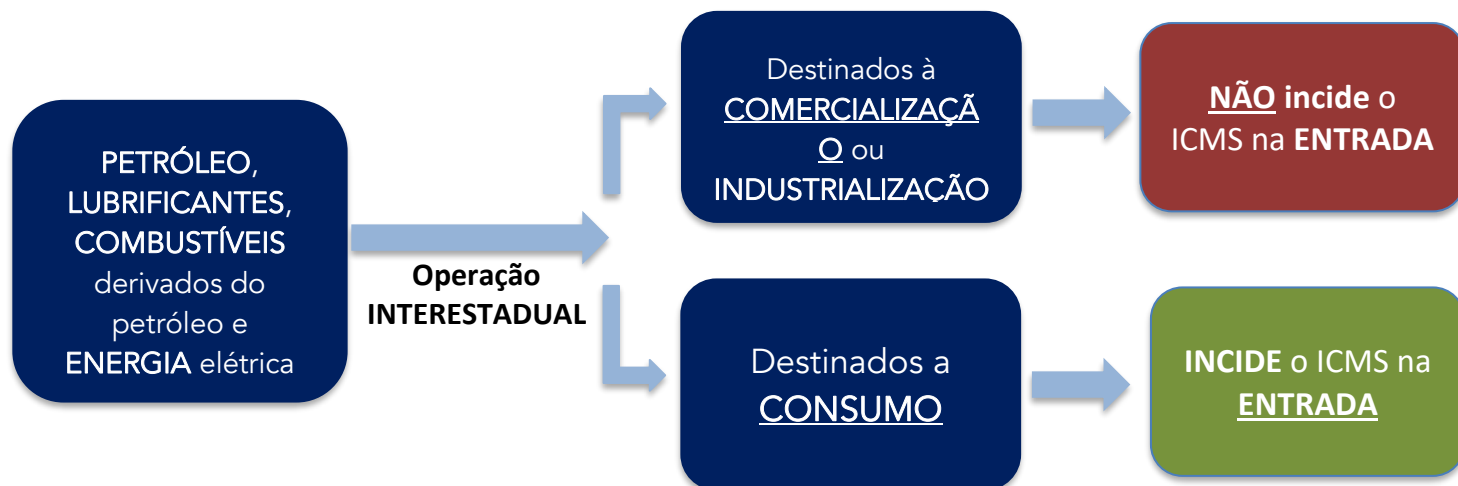 PETRÓLEO,
LUBRIFICANTES,
COMBUSTÍVEIS
derivados do
petróleo e
ENERGIA elétrica
Operação
INTERESTADUAL
Destinados à
COMERCIALIZAÇÃ
O ou
INDUSTRIALIZAÇÃO
NÃO incide o
ICMS na ENTRADA
Destinados a
CONSUMO
INCIDE o ICMS na
ENTRADA